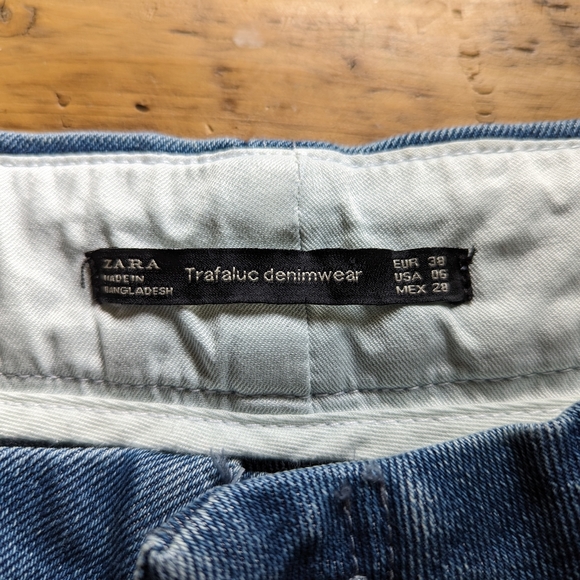 ZARA
MADE IN
BANGLADESH
Trafaluc denimwear
EUR 38
USA 06
MEX 28